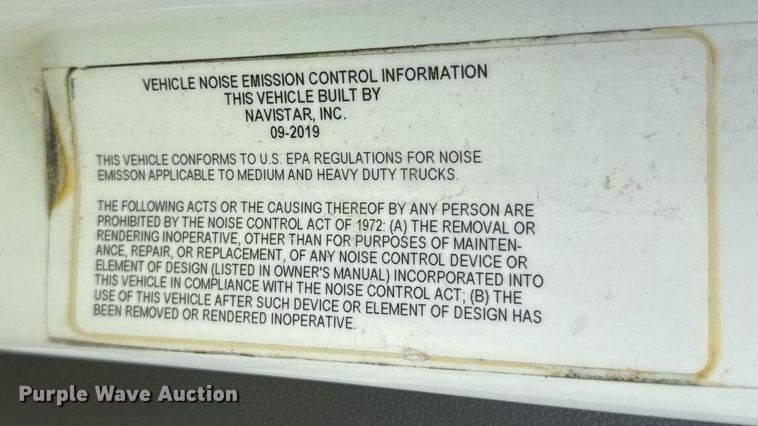 VEHICLE NOISE EMISSION CONTROL INFORMATION
THIS VEHICLE BUILT BY
NAVISTAR, INC.
09-2019
THIS VEHICLE CONFORMS TO U.S. EPA REGULATIONS FOR NOISE
EMISSON APPLICABLE TO MEDIUM AND HEAVY DUTY TRUCKS.
THE FOLLOWING ACTS OR THE CAUSING THEREOF BY ANY PERSON ARE
PROHIBITED BY THE NOISE CONTROL ACT OF 1972: (A) THE REMOVAL OR
RENDERING INOPERATIVE, OTHER THAN FOR PURPOSES OF MAINTEN-
ANCE, REPAIR, OR REPLACEMENT, OF ANY NOISE CONTROL DEVICE OR
ELEMENT OF DESIGN (LISTED IN OWNER'S MANUAL) INCORPORATED INTO
THIS VEHICLE IN COMPLIANCE WITH THE NOISE CONTROL ACT; (B) THE
USE OF THIS VEHICLE AFTER SUCH DEVICE OR ELEMENT OF DESIGN HAS
BEEN REMOVED OR RENDERED INOPERATIVE.
Purple Wave Auction